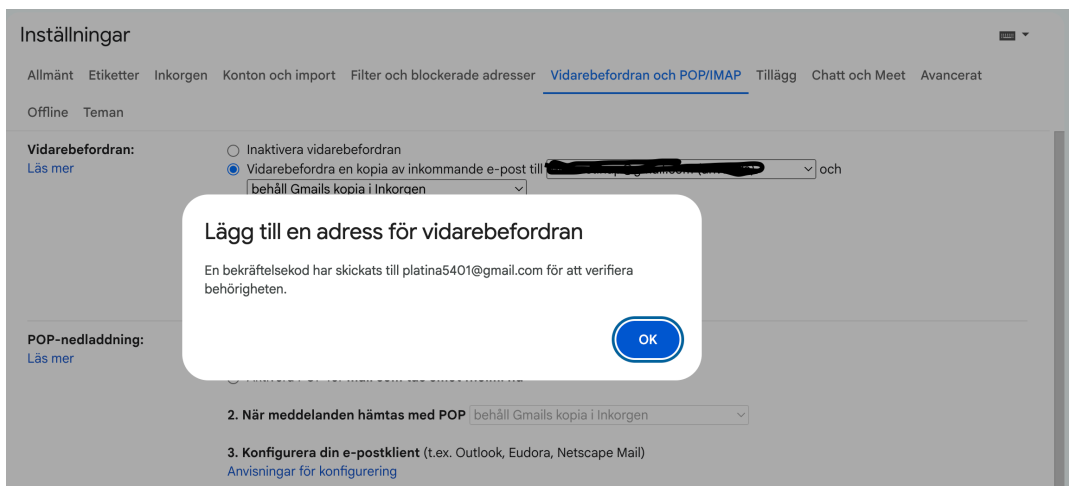 Inställningar
Allmänt Etiketter Inkorgen Konton och import Filter och blockerade adresser Vidarebefordran och POP/IMAP Tillägg Chatt och Meet Avancerat
Offline Teman
Vidarebefordran:
Läs mer
Inaktivera vidarebefordran
Vidarebefordra en kopia av inkommande e-post till och
behåll Gmails kopia i Inkorgen
Lägg till en adress för vidarebefordran
En bekräftelsekod har skickats till platina5401@gmail.com för att verifiera
behörigheten.
OK
POP-nedladdning:
Läs mer
2. När meddelanden hämtas med POP behåll Gmails kopia i Inkorgen
3. Konfigurera din e-postklient (t.ex. Outlook, Eudora, Netscape Mail)
Anvisningar för konfigurering